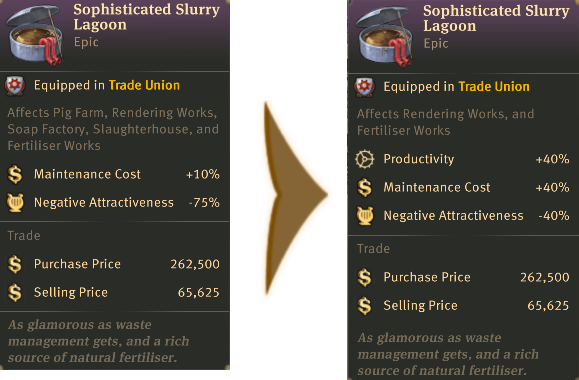 Sophisticated Slurry
Lagoon
Epic
Equipped in Trade Union
Affects Pig Farm, Rendering Works,
Soap Factory, Slaughterhouse, and
Fertiliser Works
Maintenance Cost +10%
Negative Attractiveness -75%
Trade
Purchase Price 262,500
Selling Price 65,625
As glamorous as waste
management gets, and a rich
source of natural fertiliser.
Sophisticated Slurry
Lagoon
Epic
Equipped in Trade Union
Affects Rendering Works, and
Fertiliser Works
Productivity +40%
Maintenance Cost +40%
Negative Attractiveness -40%
Trade
Purchase Price 262,500
Selling Price 65,625
As glamorous as waste
management gets, and a rich
source of natural fertiliser.